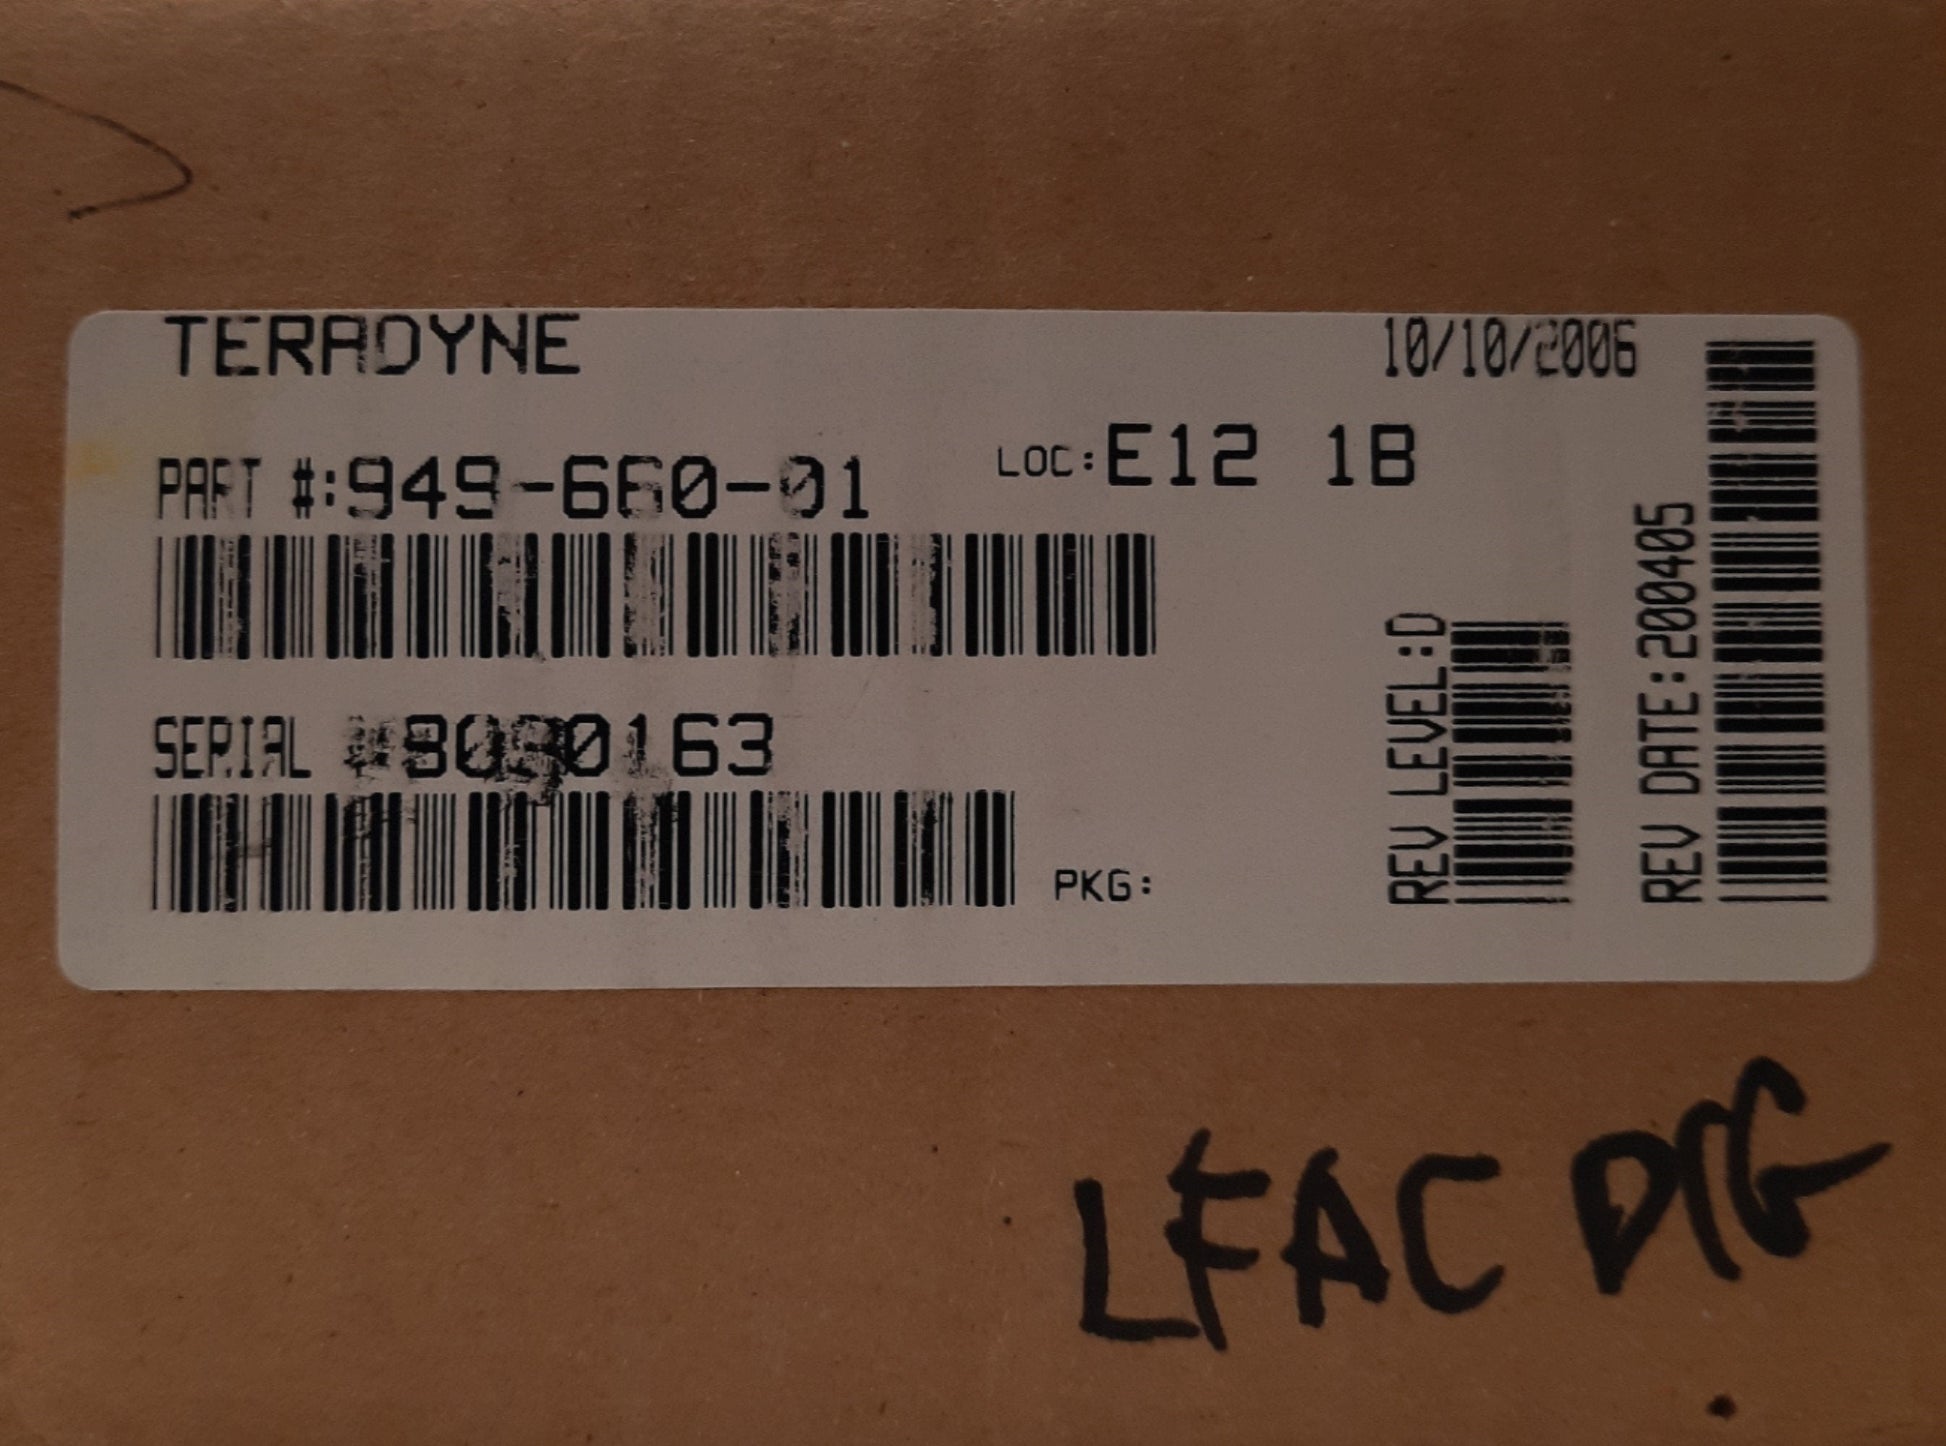 TERADYNE
10/10/2006
PART #:949-660-01
LOC:E12 1B
SERIAL
PKG:
REV LEVEL:D
REV DATE:200405
LFAC DIG